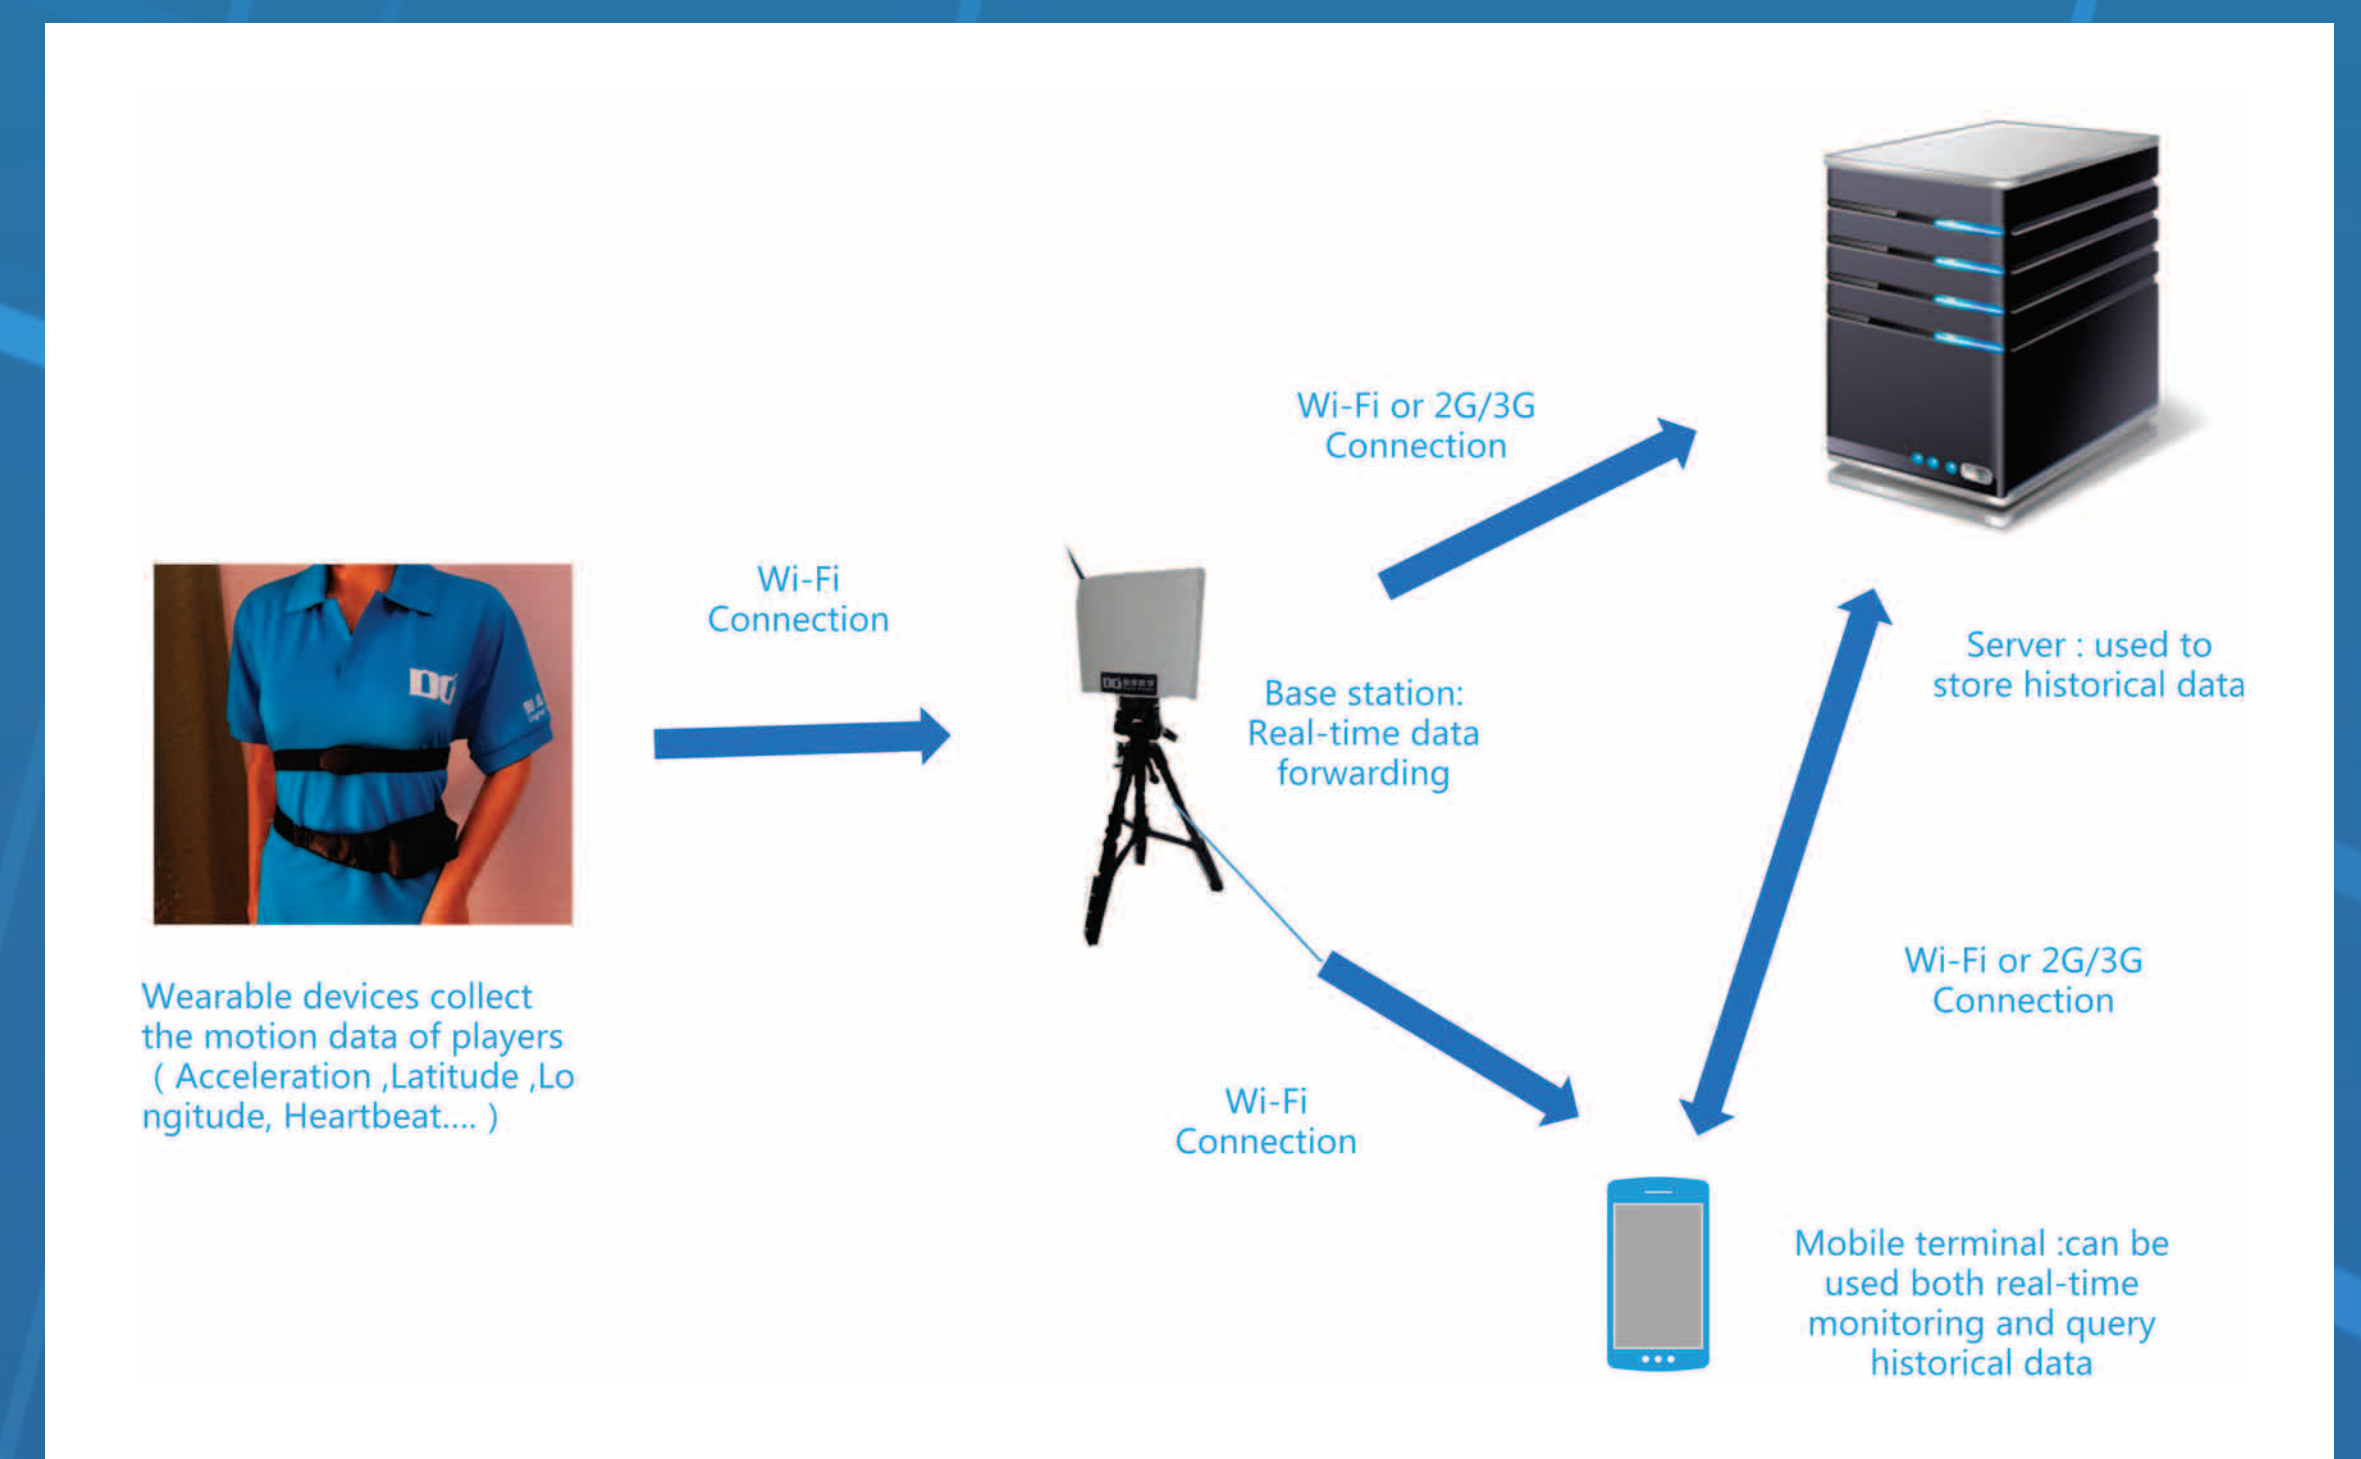 Wi-Fi or 2G/3G
Connection
Wi-Fi
Connection
Server : used to
store historical data
Base station:
Real-time data
forwarding
Wearable devices collect
the motion data of players
( Acceleration ,Latitude ,Lo
ngitude, Heartbeat.... )
Wi-Fi or 2G/3G
Connection
Wi-Fi
Connection
Mobile terminal :can be
used both real-time
monitoring and query
historical data